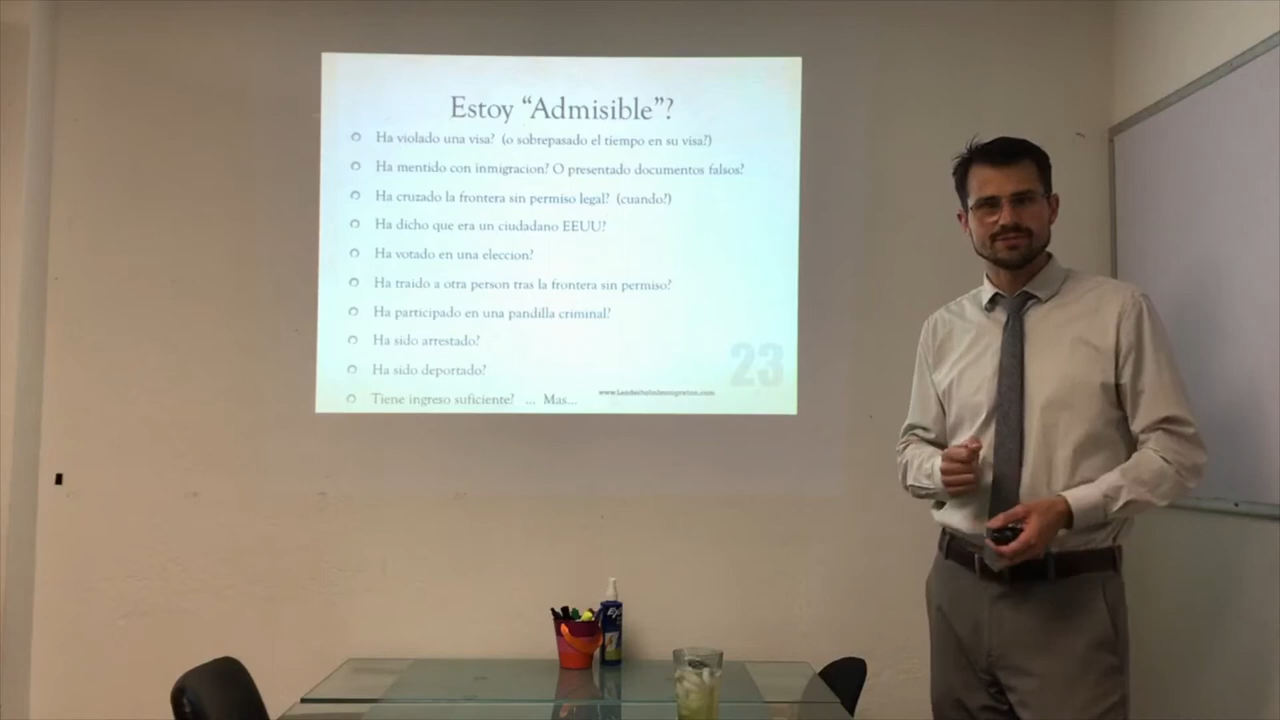 Estoy “Admisible”?
Ha violado una visa? (o sobrepasado el tiempo en su visa?)
Ha mentido con inmigracion? O presentado documentos falsos?
Ha cruzado la frontera sin permiso legal? (cuando?)
Ha dicho que era un ciudadano EEUU?
Ha votado en una eleccion?
Ha traido a otra person tras la frontera sin permiso?
Ha participado en una pandilla criminal?
Ha sido arrestado?
Ha sido deportado?
23
Tiene ingreso suficiente? ... Mas...